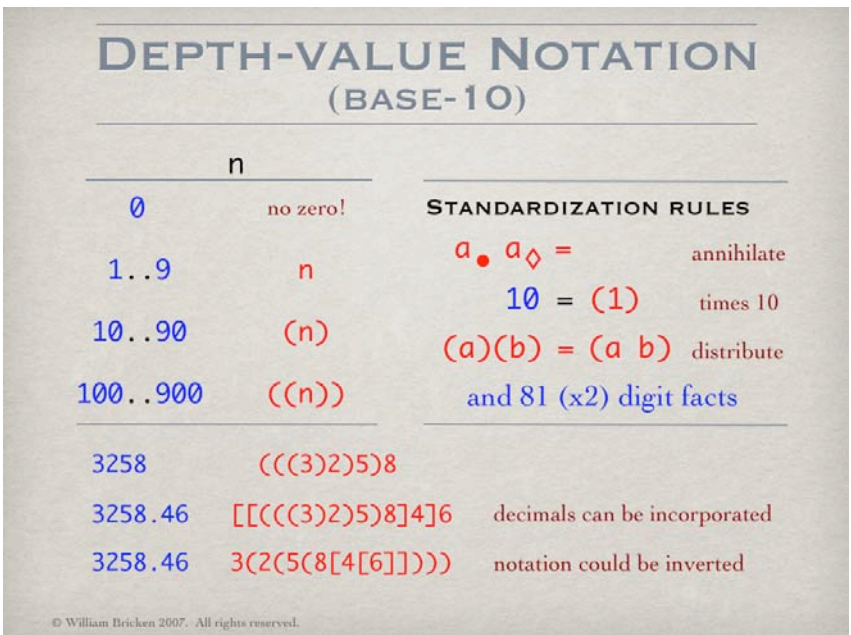 DEPTH-VALUE NOTATION
(BASE-10)
n
0 no zero!
1..9 n
10..90 (n)
100..900 ((n))
STANDARDIZATION RULES
a● a◇ = annihilate
10 = (1) times 10
(a)(b) = (a b) distribute
and 81 (x2) digit facts
3258 (((3)2)5)8
3258.46 [[(((3)2)5)8]4]6 decimals can be incorporated
3258.46 3(2(5(8[4[6]]))) notation could be inverted
© William Bricken 2007. All rights reserved.